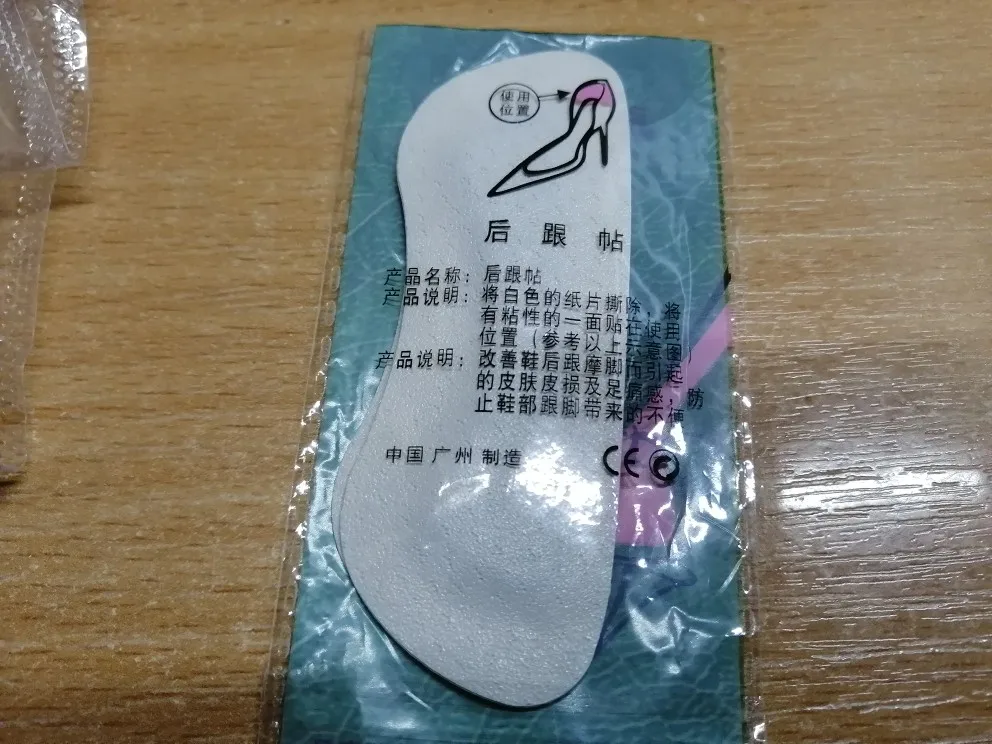 使用
位置
后跟帖
产品名称：后跟帖
产品说明：将白色的纸片撕除，将
有粘性的一面贴在使用
位置（参考以上示意图）
产品说明：改善鞋后跟摩脚而引起
的皮肤皮损及足痛感，防
止鞋部跟脚带来的不便
中国 广州 制造
CE